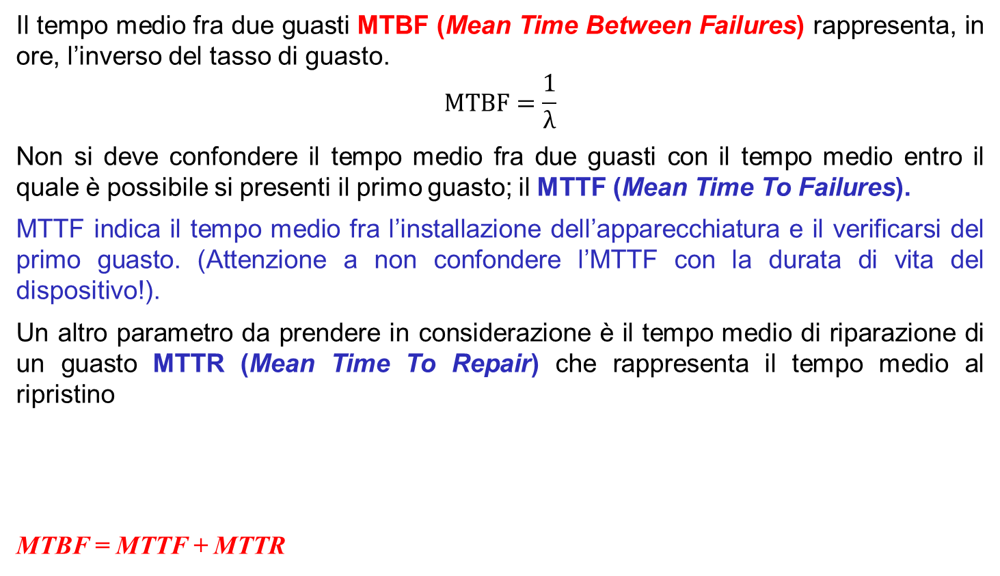 Il tempo medio fra due guasti MTBF (Mean Time Between Failures) rappresenta, in
ore, l’inverso del tasso di guasto.
MTBF = 1/λ
Non si deve confondere il tempo medio fra due guasti con il tempo medio entro il
quale è possibile si presenti il primo guasto; il MTTF (Mean Time To Failures).
MTTF indica il tempo medio fra l’installazione dell’apparecchiatura e il verificarsi del
primo guasto. (Attenzione a non confondere l’MTTF con la durata di vita del
dispositivo!).
Un altro parametro da prendere in considerazione è il tempo medio di riparazione di
un guasto MTTR (Mean Time To Repair) che rappresenta il tempo medio al
ripristino
MTBF = MTTF + MTTR